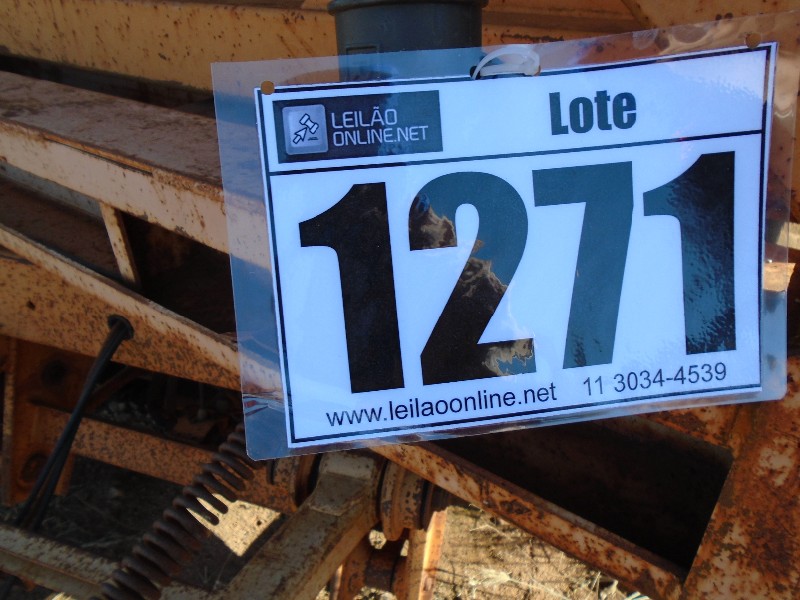 LEILÃO
ONLINE.NET
Lote
1271
www.leilaoonline.net 11 3034-4539